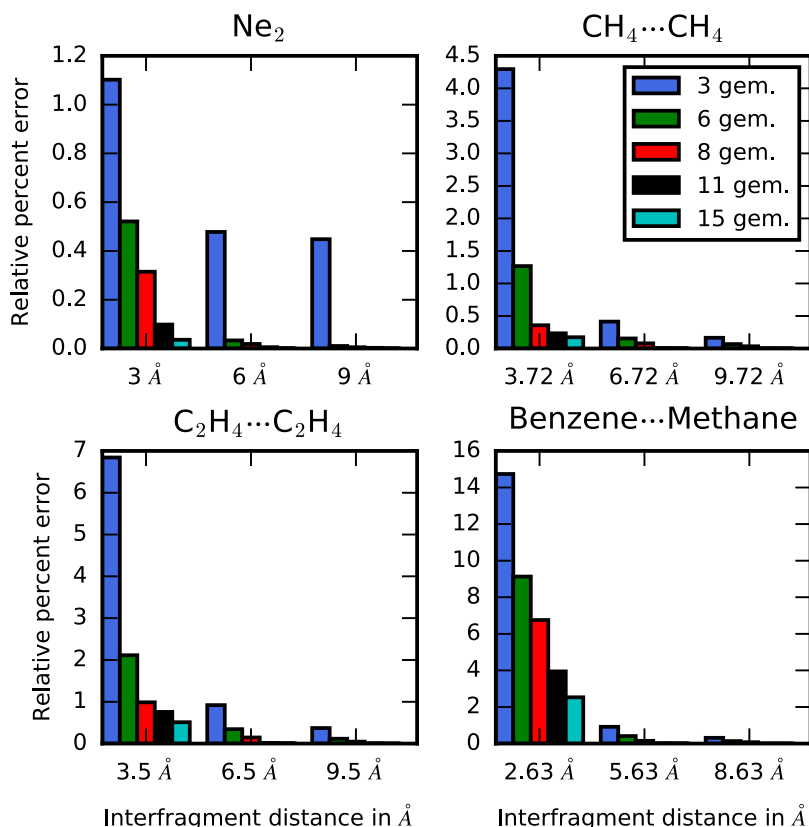 Ne₂
CH₄···CH₄
Relative percent error
1.2
1.0
0.8
0.6
0.4
0.2
0.0
3 Å
6 Å
9 Å
4.5
4.0
3.5
3.0
2.5
2.0
1.5
1.0
0.5
0.0
3.72 Å
6.72 Å
9.72 Å
3 gem.
6 gem.
8 gem.
11 gem.
15 gem.
C₂H₄···C₂H₄
Benzene···Methane
Relative percent error
7
6
5
4
3
2
1
0
3.5 Å
6.5 Å
9.5 Å
16
14
12
10
8
6
4
2
0
2.63 Å
5.63 Å
8.63 Å
Interfragment distance in Å
Interfragment distance in Å